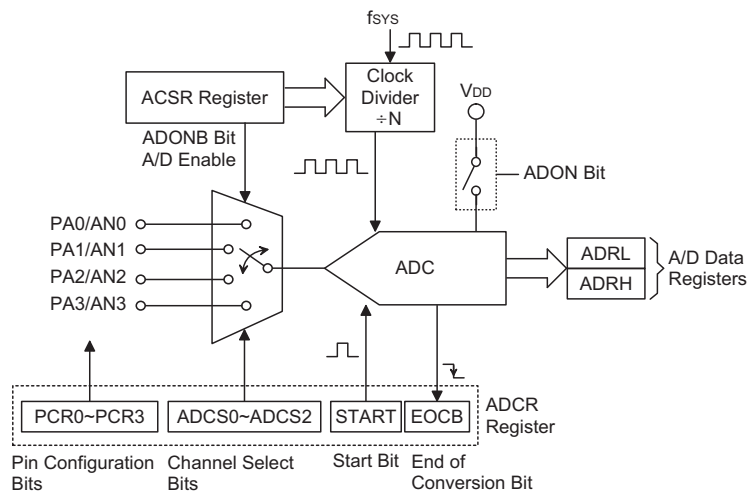 fSYS
ACSR Register
Clock
Divider
÷N
VDD
ADONB Bit
A/D Enable
ADON Bit
PA0/AN0
PA1/AN1
PA2/AN2
PA3/AN3
ADC
ADRL
ADRH
A/D Data
Registers
PCR0~PCR3
ADCS0~ADCS2
START
EOCB
ADCR
Register
Pin Configuration
Bits
Channel Select
Bits
Start Bit
End of
Conversion Bit